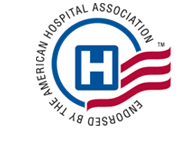 ENDORSED BY THE AMERICAN HOSPITAL ASSOCIATION
TM
H